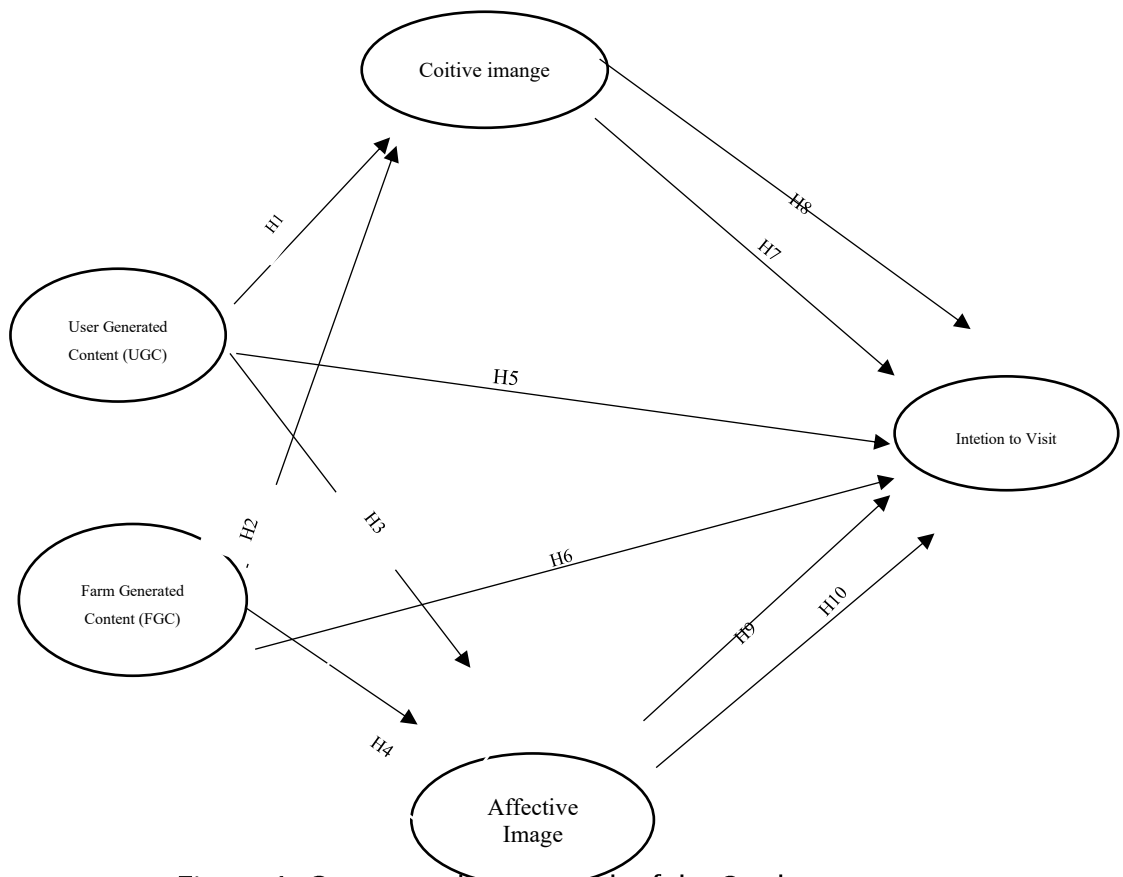 Coitive imange
H8
H7
H1
User Generated
Content (UGC)
H5
Intetion to Visit
H2
H3
H6
Farm Generated
Content (FGC)
H10
H9
H4
Affective
Image